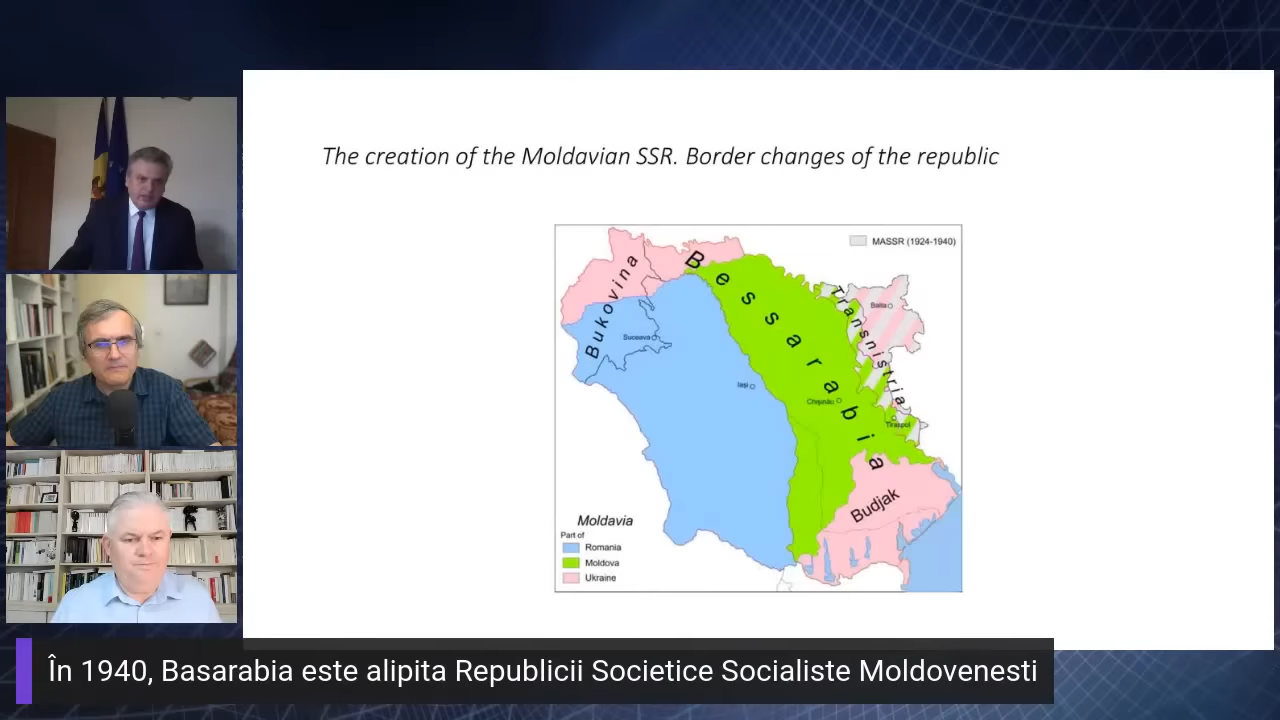 The creation of the Moldavian SSR. Border changes of the republic
MASSR (1924-1940)
Bukovina
Bessarabia
Transnistria
Balta
Suceava
Iași
Chișinău
Tiraspol
Budjak
Moldavia
Part of
Romania
Moldova
Ukraine
În 1940, Basarabia este alipita Republicii Societice Socialiste Moldovenesti